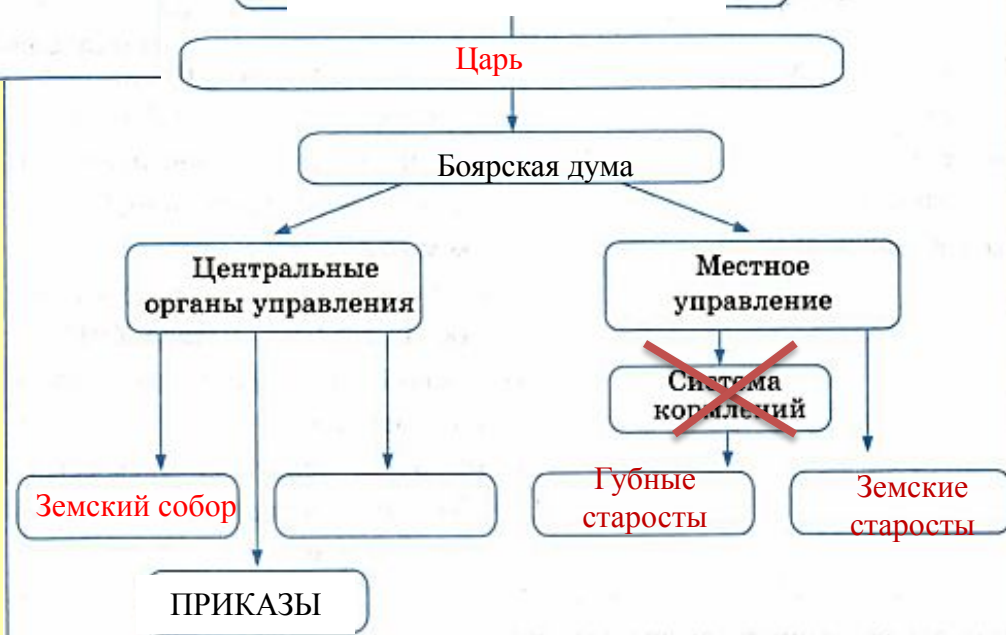 Царь
Боярская дума
Центральные
органы управления
Местное
управление
Система
кормлений
Земский собор
Губные
старосты
Земские
старосты
ПРИКАЗЫ